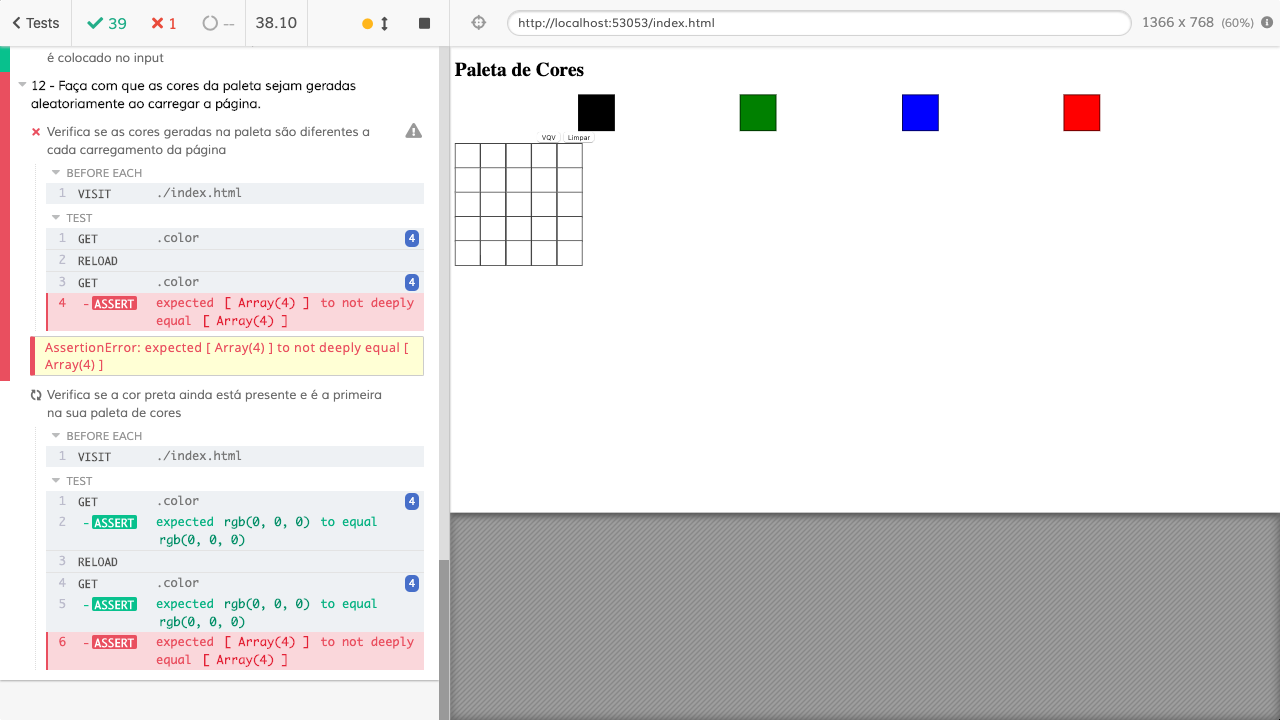 Tests
39
1
--
38.10
http://localhost:53053/index.html
1366 x 768 (60%)
é colocado no input
12 - Faça com que as cores da paleta sejam geradas
aleatoriamente ao carregar a página.
Verifica se as cores geradas na paleta são diferentes a
cada carregamento da página
BEFORE EACH
1 VISIT ./index.html
TEST
1 GET .color 4
2 RELOAD
3 GET .color 4
4 -ASSERT expected [ Array(4) ] to not deeply
equal [ Array(4) ]
AssertionError: expected [ Array(4) ] to not deeply equal [
Array(4) ]
Verifica se a cor preta ainda está presente e é a primeira
na sua paleta de cores
BEFORE EACH
1 VISIT ./index.html
TEST
1 GET .color 4
2 -ASSERT expected rgb(0, 0, 0) to equal
rgb(0, 0, 0)
3 RELOAD
4 GET .color 4
5 -ASSERT expected rgb(0, 0, 0) to equal
rgb(0, 0, 0)
6 -ASSERT expected [ Array(4) ] to not deeply
equal [ Array(4) ]
Paleta de Cores
VQV Limpar